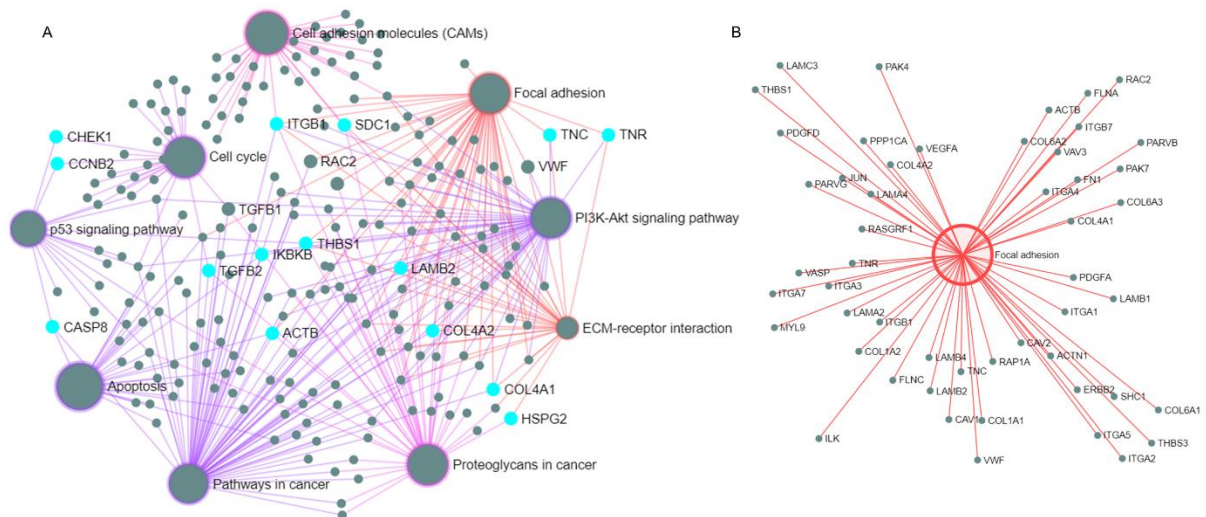 A
Cell adhesion molecules (CAMs)
Focal adhesion
CHEK1
ITGB1
SDC1
TNC
TNR
CCNB2
Cell cycle
RAC2
VWF
TGFB1
p53 signaling pathway
PI3K-Akt signaling pathway
THBS1
IKBKB
TGFB2
LAMB2
CASP8
ACTB
COL4A2
ECM-receptor interaction
Apoptosis
COL4A1
HSPG2
Proteoglycans in cancer
Pathways in cancer
B
LAMC3
PAK4
RAC2
THBS1
FLNA
ACTB
PDGFD
ITGB7
PPP1CA
COL6A2
PARVB
VEGFA
VAV3
COL4A2
PAK7
JUN
FN1
PARVG
ITGA4
LAMA4
COL6A3
COL4A1
RASGRF1
Focal adhesion
TNR
VASP
PDGFA
ITGA3
ITGA7
LAMB1
LAMA2
ITGA1
ITGB1
MYL9
CAV2
COL1A2
ACTN1
LAMB4
RAP1A
TNC
FLNC
LAMB2
ERBB2
SHC1
COL6A1
CAV1
COL1A1
ITGA5
ILK
THBS3
VWF
ITGA2